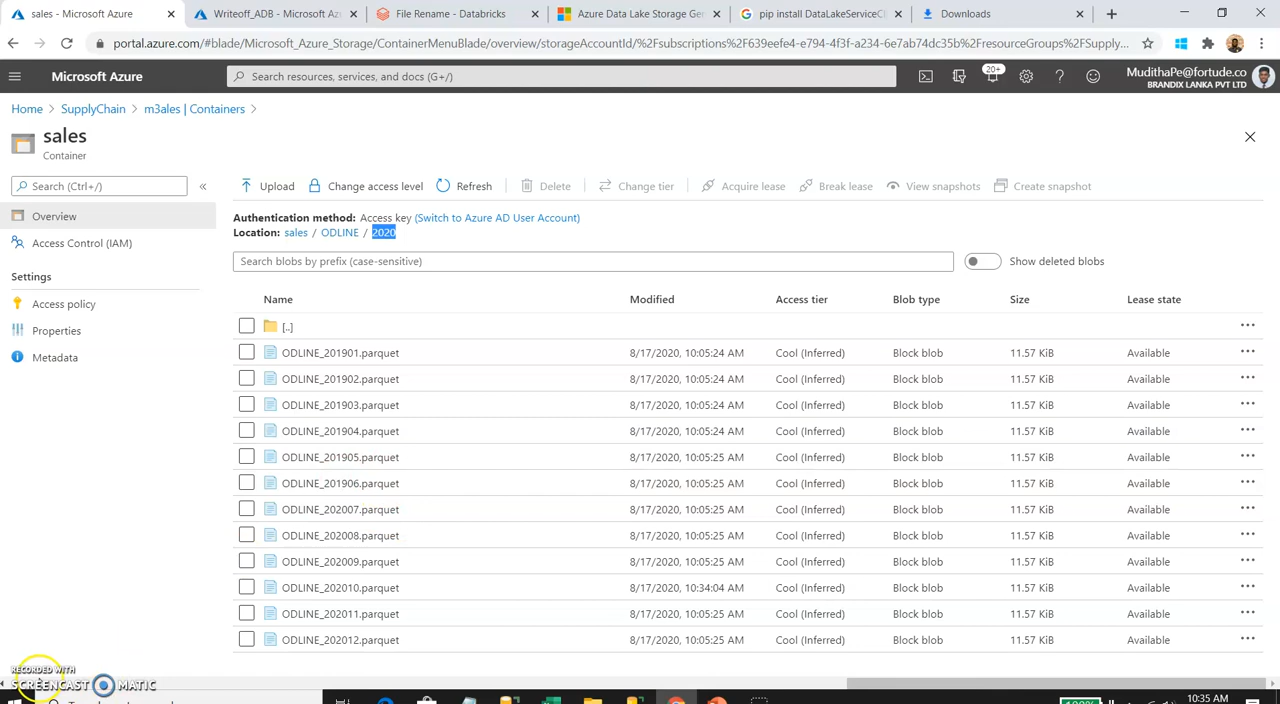 sales - Microsoft Azure
Writeoff_ADB - Microsoft Az
File Rename - Databricks
Azure Data Lake Storage Ge
pip install DataLakeServiceCl
Downloads
portal.azure.com/#blade/Microsoft_Azure_Storage/ContainerMenuBlade/overview/storageAccountId/%2Fsubscriptions%2F639eefe4-e794-4f3f-a234-6e7ab74dc35b%2FresourceGroups%2FSupply...
Microsoft Azure
Search resources, services, and docs (G+/)
20+
MudithaPe@fortude.co
BRANDIX LANKA PVT LTD
Home > SupplyChain > m3ales | Containers >
sales
Container
Search (Ctrl+/)
«
Upload
Change access level
Refresh
Delete
Change tier
Acquire lease
Break lease
View snapshots
Create snapshot
Overview
Access Control (IAM)
Settings
Access policy
Properties
Metadata
Authentication method: Access key (Switch to Azure AD User Account)
Location: sales / ODLINE / 2020
Search blobs by prefix (case-sensitive)
Show deleted blobs
Name Modified Access tier Blob type Size Lease state
[..]
ODLINE_201901.parquet 8/17/2020, 10:05:24 AM Cool (Inferred) Block blob 11.57 KiB Available
ODLINE_201902.parquet 8/17/2020, 10:05:24 AM Cool (Inferred) Block blob 11.57 KiB Available
ODLINE_201903.parquet 8/17/2020, 10:05:24 AM Cool (Inferred) Block blob 11.57 KiB Available
ODLINE_201904.parquet 8/17/2020, 10:05:24 AM Cool (Inferred) Block blob 11.57 KiB Available
ODLINE_201905.parquet 8/17/2020, 10:05:24 AM Cool (Inferred) Block blob 11.57 KiB Available
ODLINE_201906.parquet 8/17/2020, 10:05:24 AM Cool (Inferred) Block blob 11.57 KiB Available
ODLINE_202007.parquet 8/17/2020, 10:05:25 AM Cool (Inferred) Block blob 11.57 KiB Available
ODLINE_202008.parquet 8/17/2020, 10:05:25 AM Cool (Inferred) Block blob 11.57 KiB Available
ODLINE_202009.parquet 8/17/2020, 10:05:25 AM Cool (Inferred) Block blob 11.57 KiB Available
ODLINE_202010.parquet 8/17/2020, 10:34:04 AM Cool (Inferred) Block blob 11.57 KiB Available
ODLINE_202011.parquet 8/17/2020, 10:05:25 AM Cool (Inferred) Block blob 11.57 KiB Available
ODLINE_202012.parquet 8/17/2020, 10:05:25 AM Cool (Inferred) Block blob 11.57 KiB Available
RECORDED WITH
SCREENCAST MATIC
10:35 AM